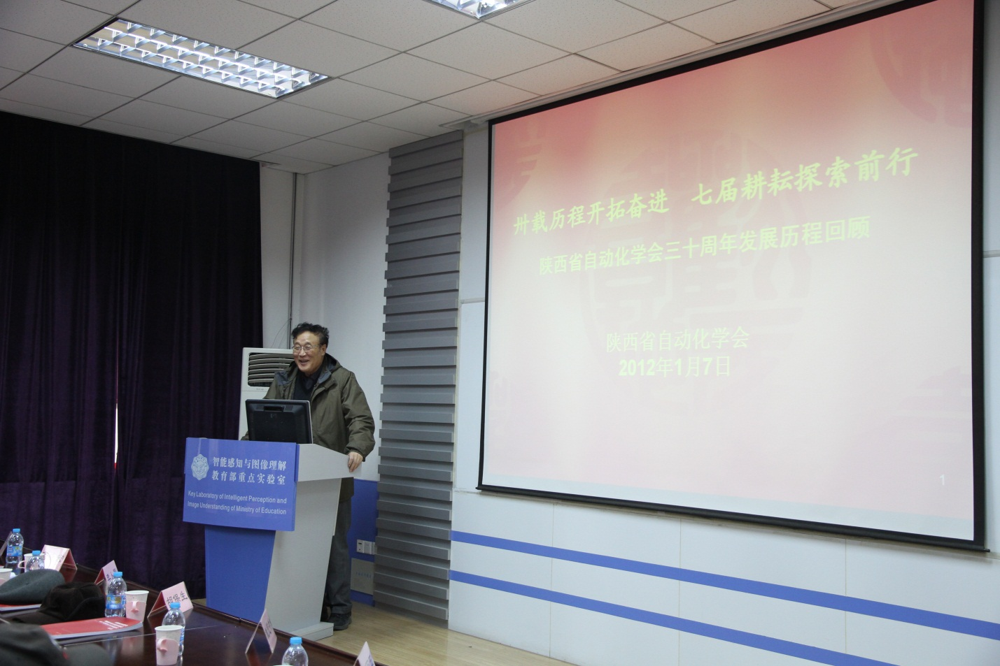 卅载历程开拓奋进 七届耕耘探索前行
陕西省自动化学会三十周年发展历程回顾
陕西省自动化学会
2012年1月7日
1
智能感知与图像理解
教育部重点实验室
Key Laboratory of Intelligent Perception and
Image Understanding of Ministry of Education
胡保生